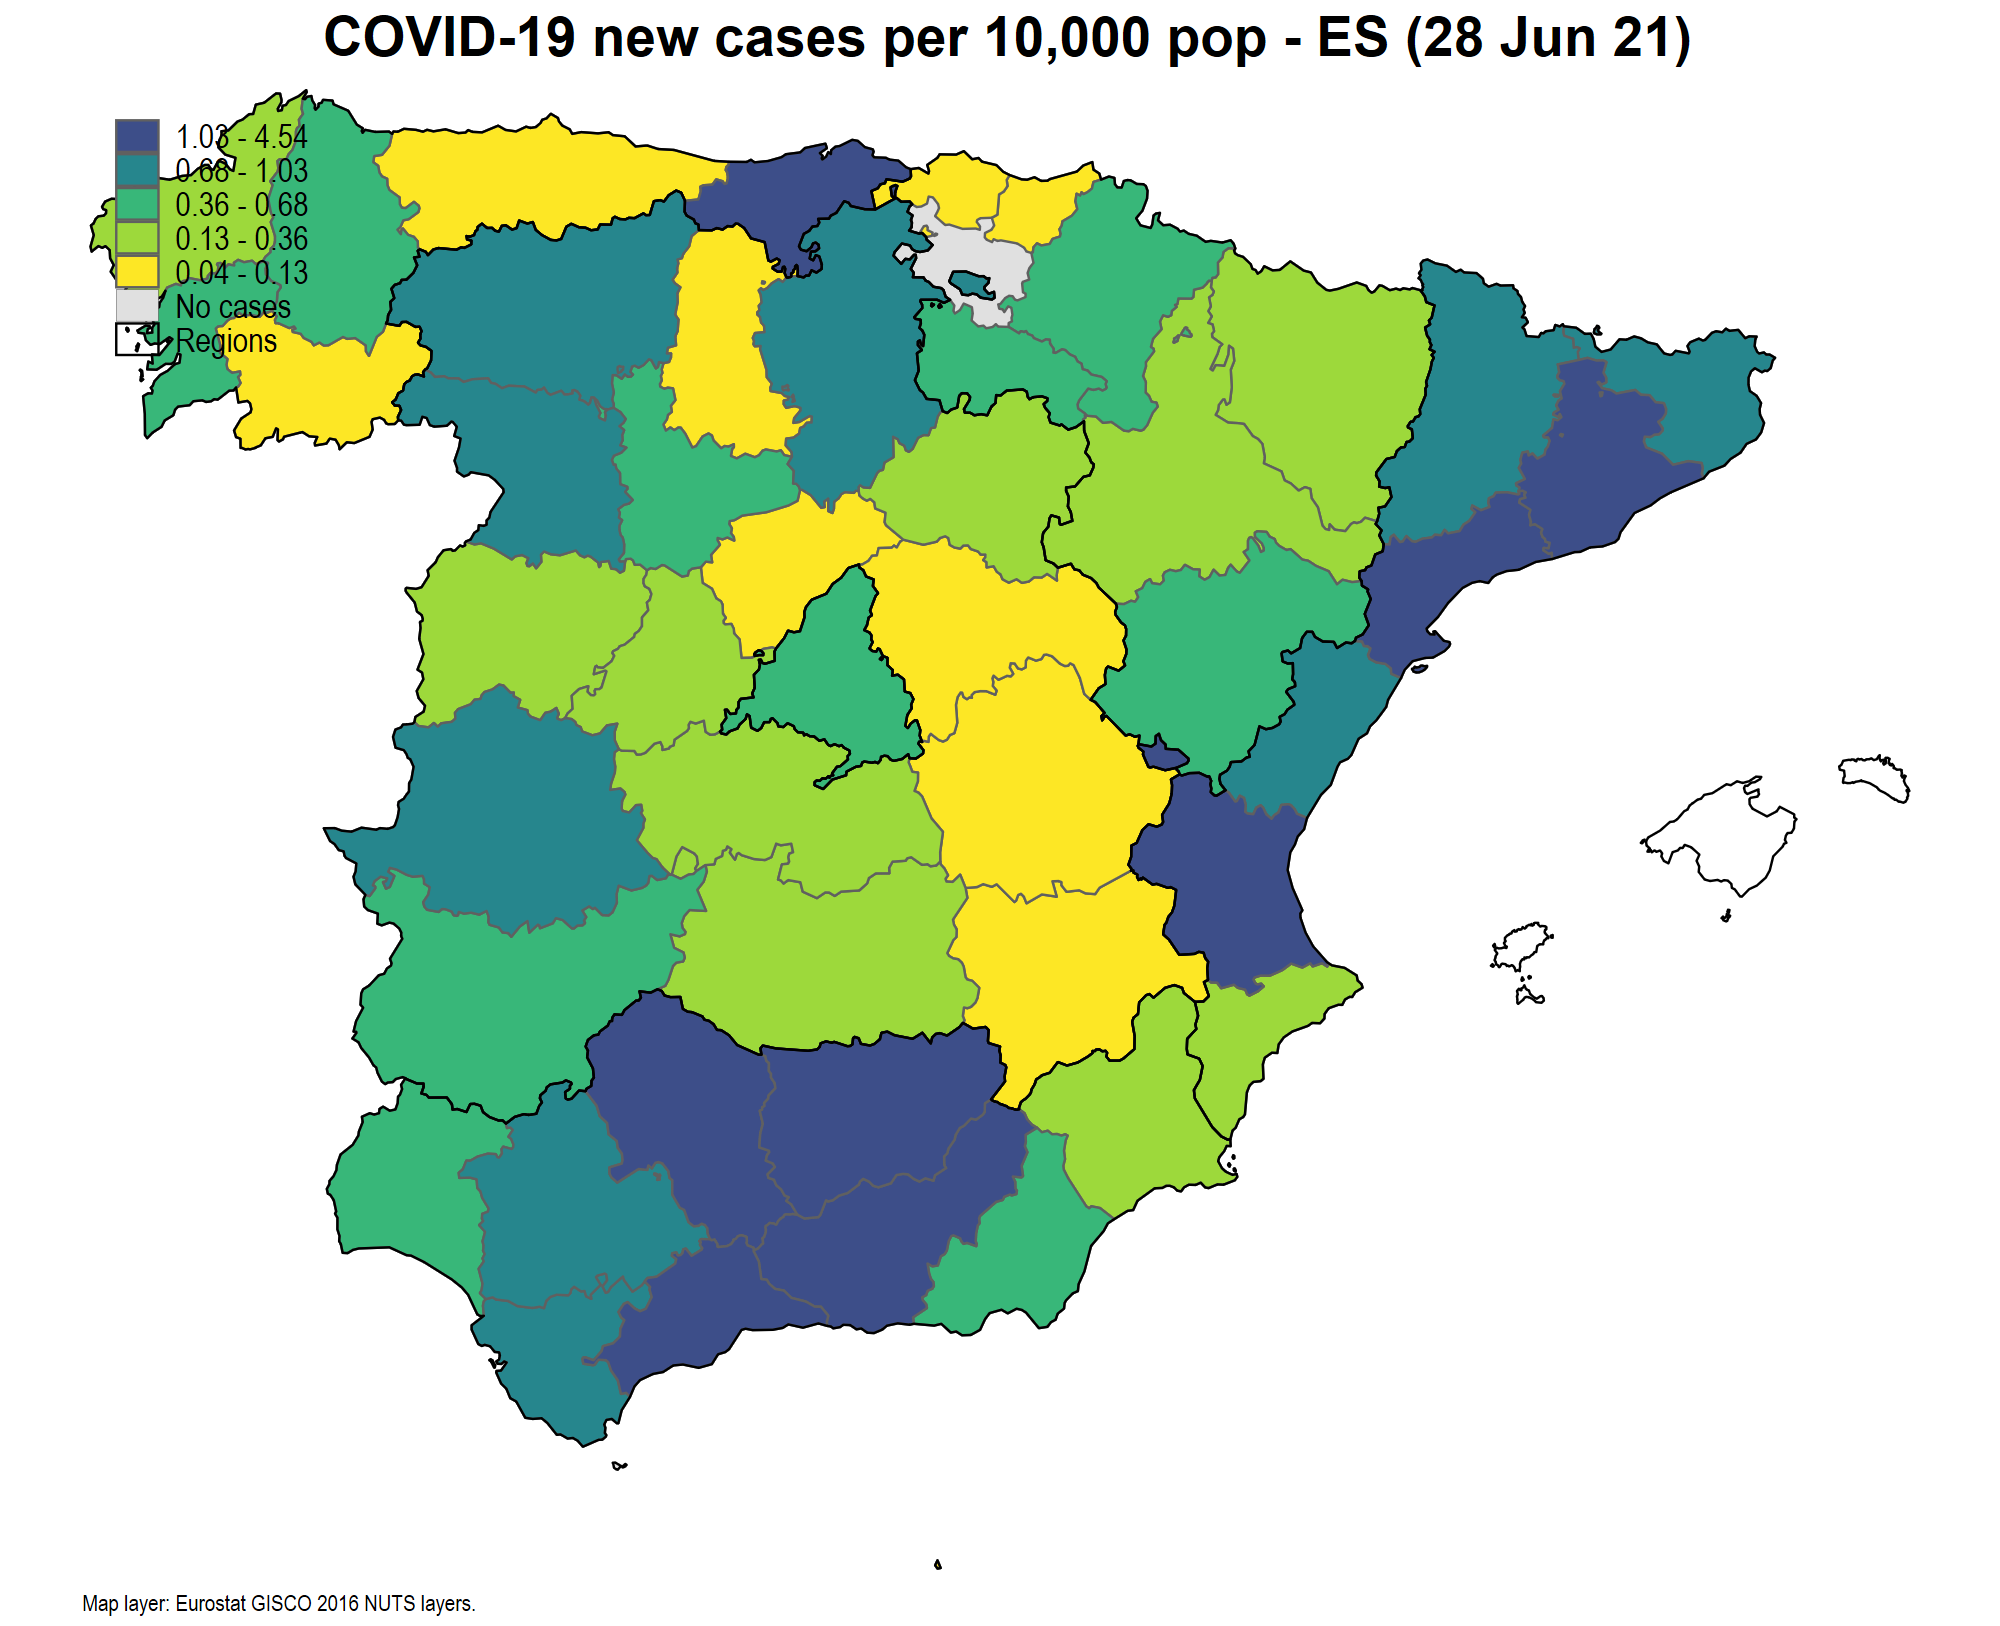 COVID-19 new cases per 10,000 pop - ES (28 Jun 21)
1.03 - 4.54
0.68 - 1.03
0.36 - 0.68
0.13 - 0.36
0.04 - 0.13
No cases
Regions
Map layer: Eurostat GISCO 2016 NUTS layers.